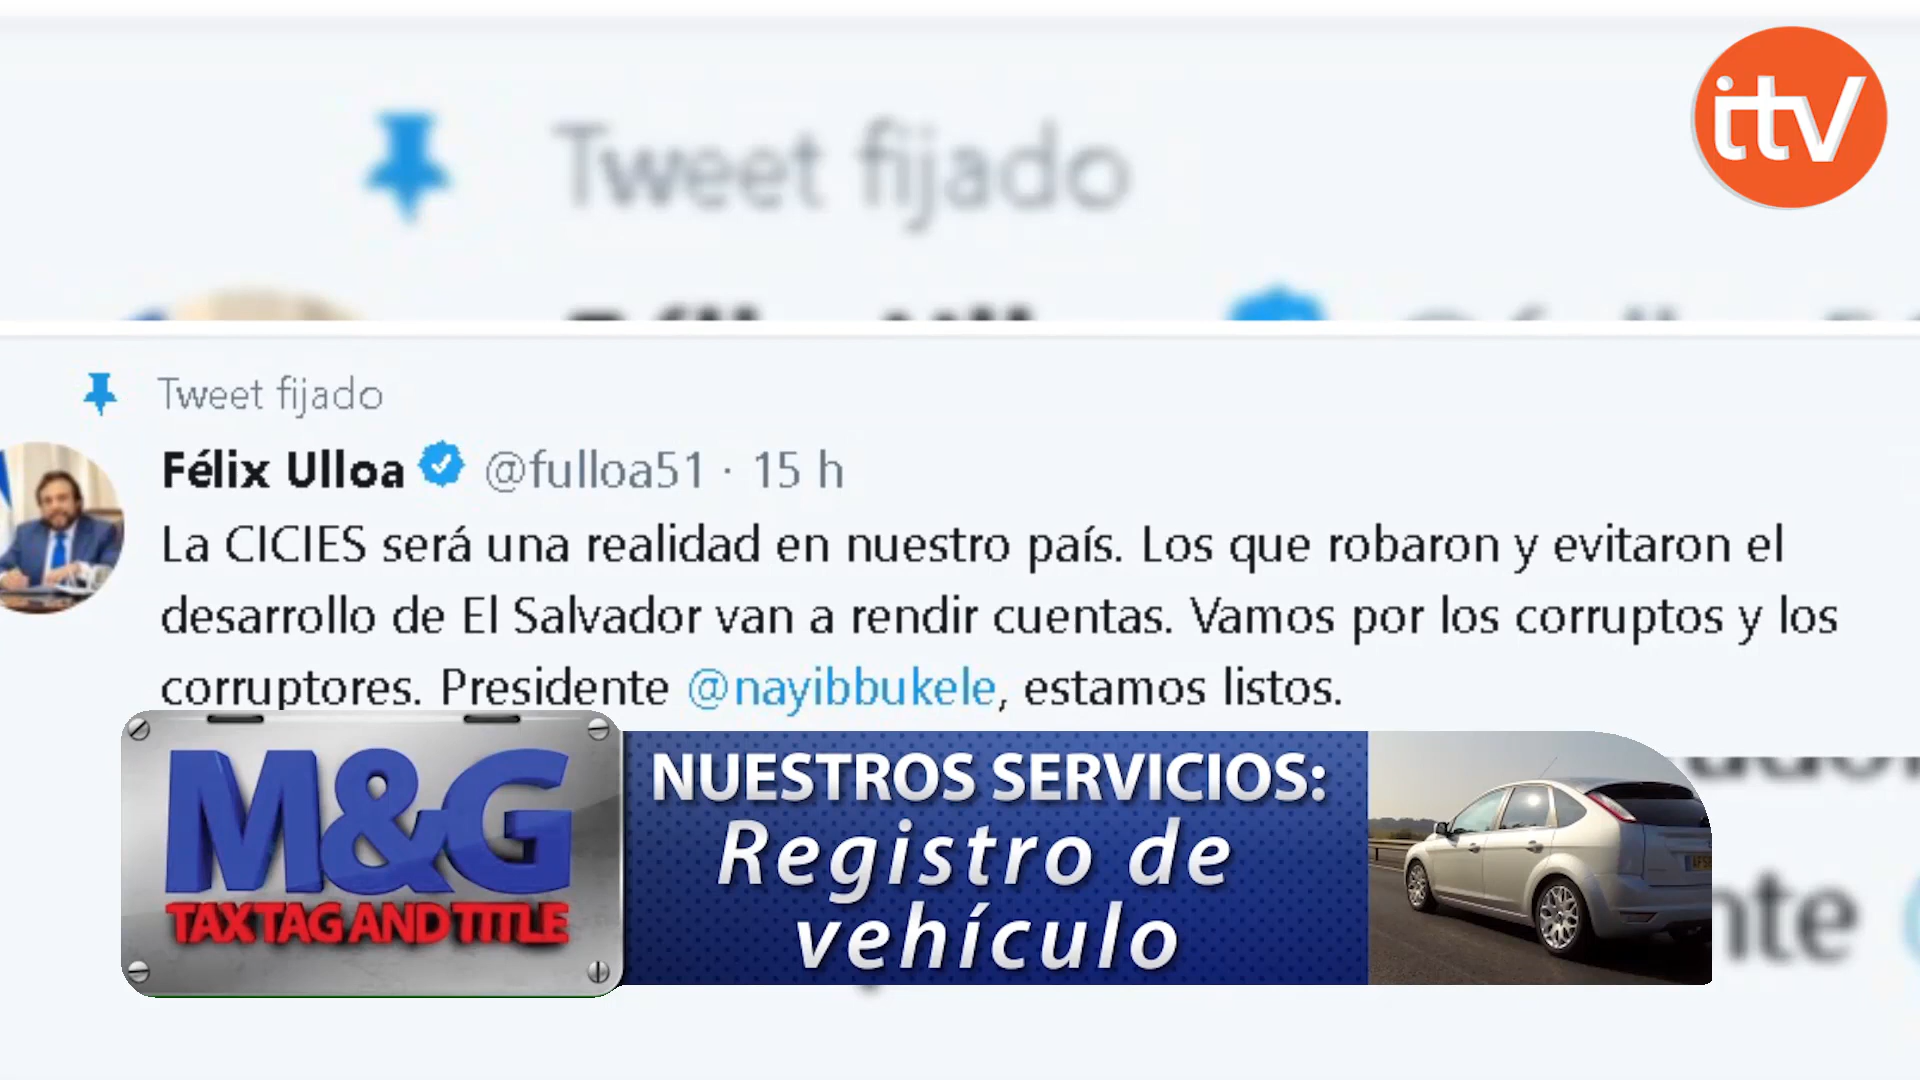 ittv
Tweet fijado
Tweet fijado
Félix Ulloa @fulloa51 · 15 h
La CICIES será una realidad en nuestro país. Los que robaron y evitaron el
desarrollo de El Salvador van a rendir cuentas. Vamos por los corruptos y los
corruptores. Presidente @nayibbukele, estamos listos.
M&G
TAX TAG AND TITLE
NUESTROS SERVICIOS:
Registro de
vehículo